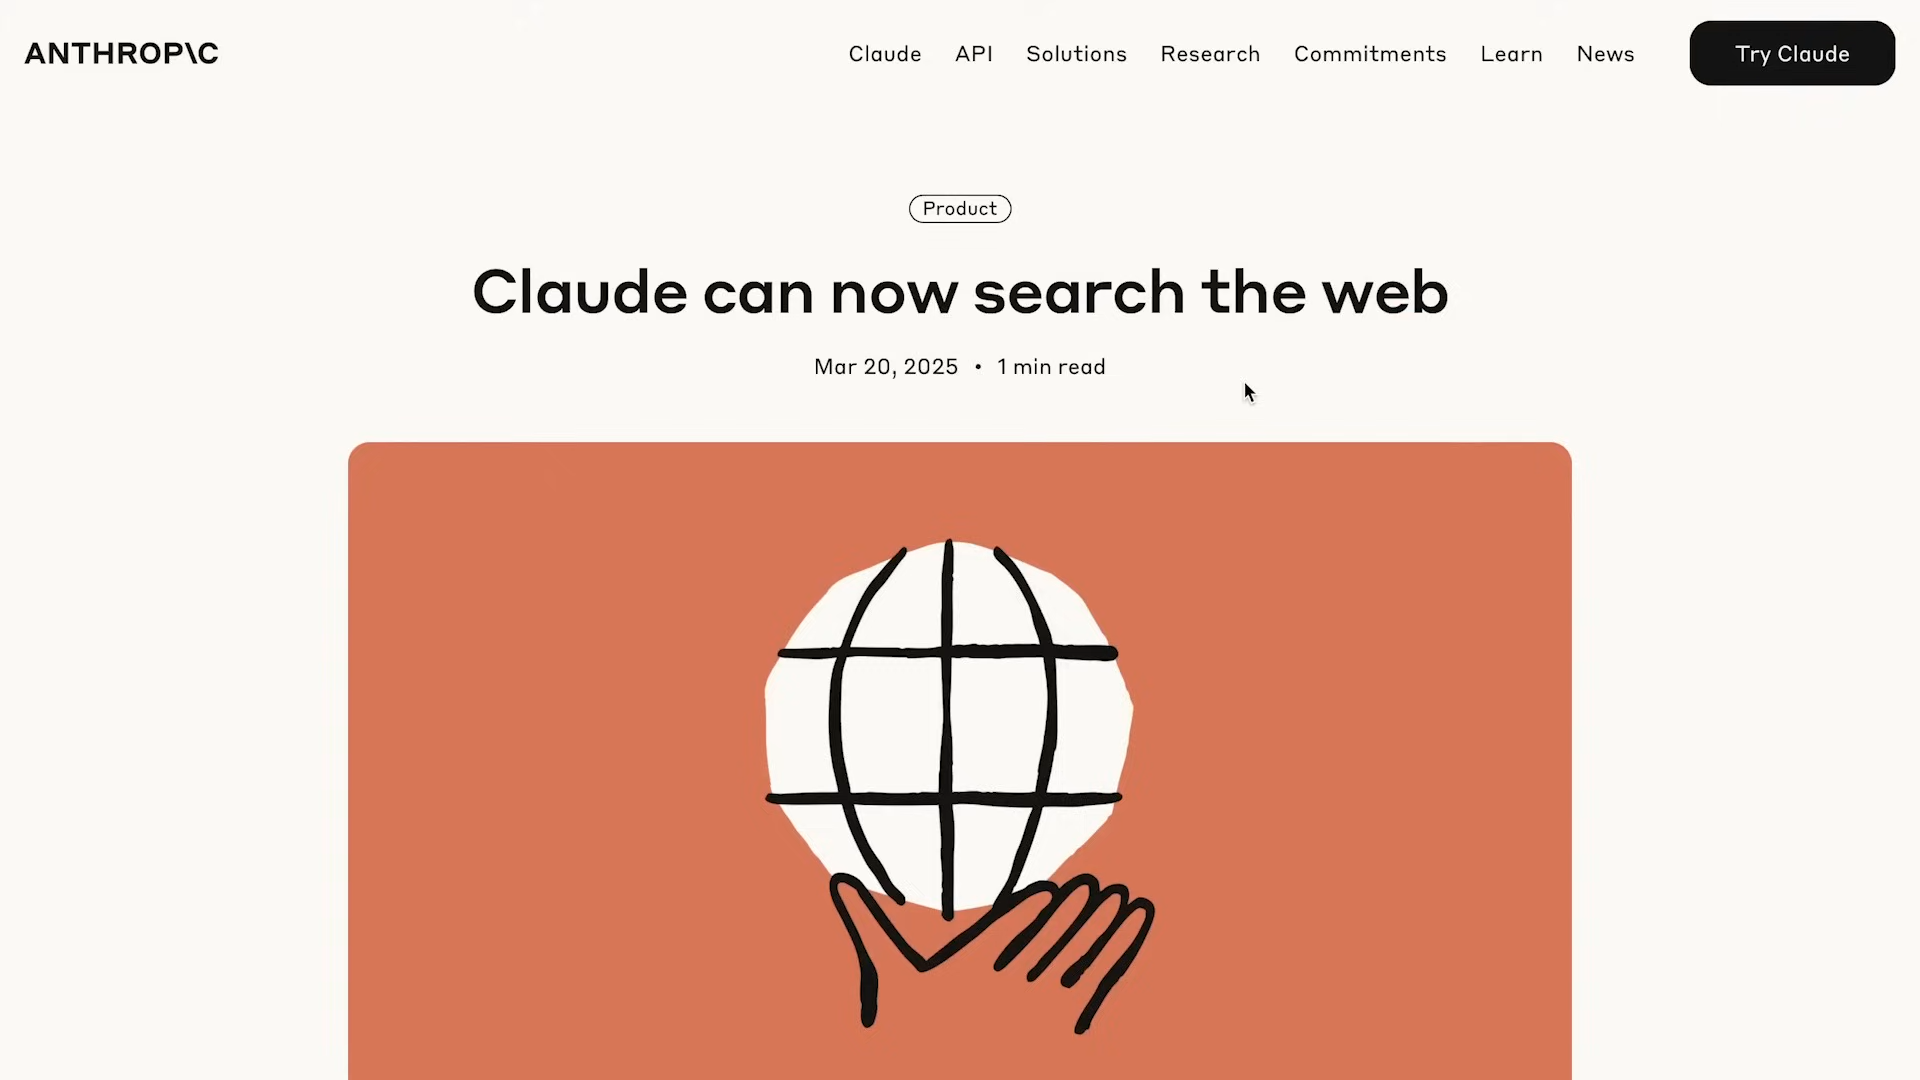 ANTHROP\C
Claude API Solutions Research Commitments Learn News Try Claude
Product
Claude can now search the web
Mar 20, 2025 • 1 min read